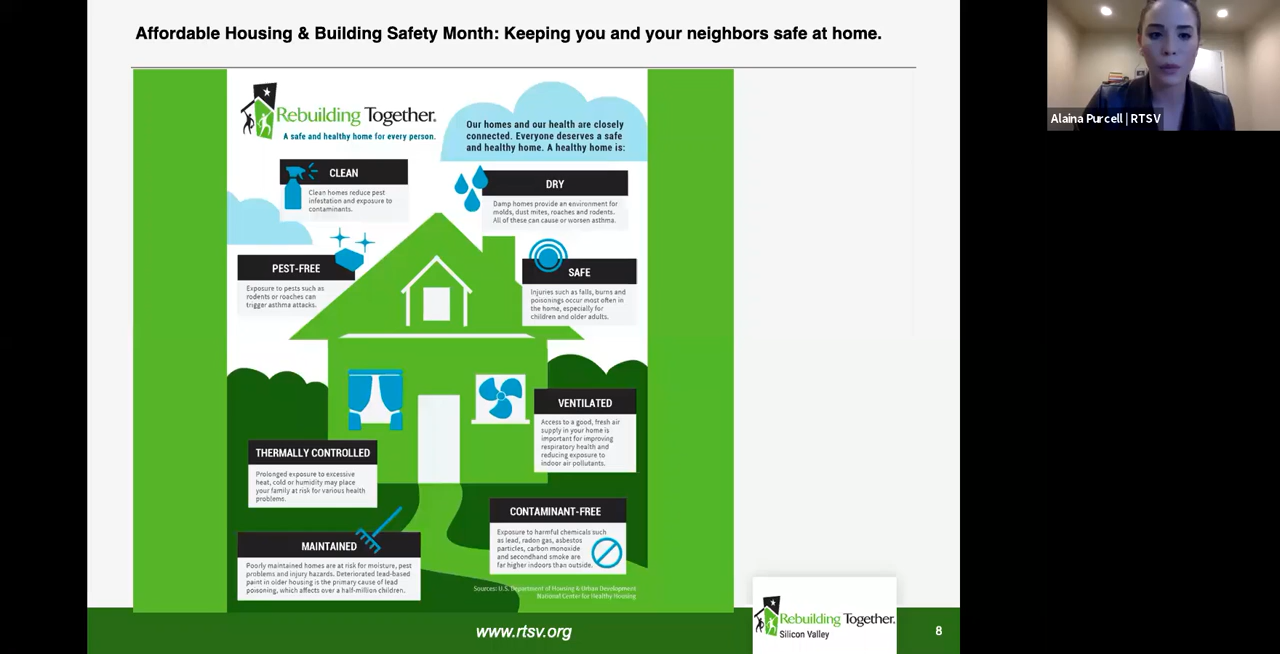 Affordable Housing & Building Safety Month: Keeping you and your neighbors safe at home.
Alaina Purcell | RTSV
Rebuilding Together®
A safe and healthy home for every person.
Our homes and our health are closely
connected. Everyone deserves a safe
and healthy home. A healthy home is:
CLEAN
Clean homes reduce pest
infestation and exposure to
contaminants.
DRY
Damp homes provide an environment for
molds, dust mites, roaches and rodents.
All of these can cause or worsen asthma.
PEST-FREE
Exposure to pests such as
rodents or roaches can
trigger asthma attacks.
SAFE
Injuries such as falls, burns and
poisonings occur most often in
the home, especially for
children and older adults.
VENTILATED
Access to a good, fresh air
supply in your home is
important for improving
respiratory health and
reducing exposure to
indoor air pollutants.
THERMALLY CONTROLLED
Prolonged exposure to excessive
heat, cold or humidity may place
your family at risk for various health
problems.
CONTAMINANT-FREE
Exposure to harmful chemicals such
as lead, radon gas, asbestos
particles, carbon monoxide
and secondhand smoke are
far higher indoors than outside.
MAINTAINED
Poorly maintained homes are at risk for moisture, pest
problems and injury hazards. Deteriorated lead-based
paint in older housing is the primary cause of lead
poisoning, which affects over a half-million children.
Sources: U.S. Department of Housing & Urban Development
National Center for Healthy Housing
www.rtsv.org
Rebuilding Together.
Silicon Valley
8